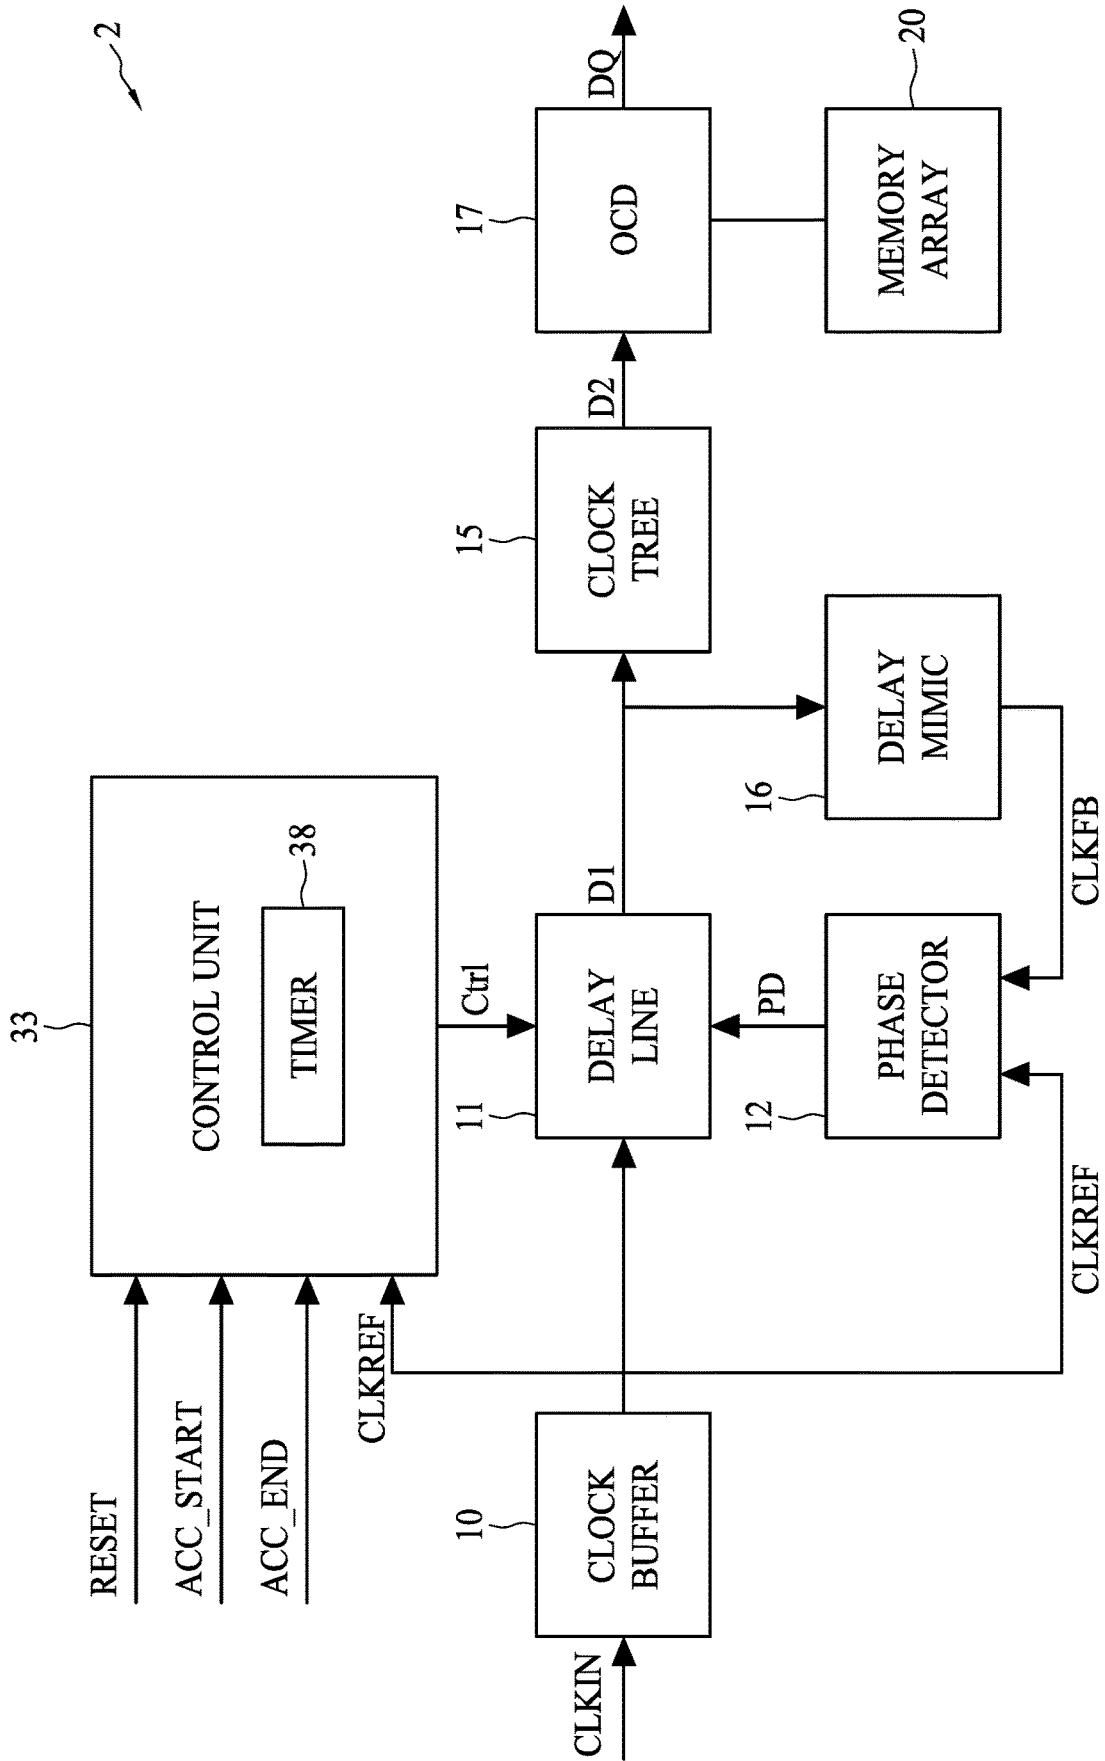 2
33
CONTROL UNIT
38
TIMER
RESET
ACC_START
ACC_END
CLKREF
Ctrl
CLKIN
10
CLOCK
BUFFER
11
DELAY
LINE
D1
15
CLOCK
TREE
D2
17
OCD
DQ
PD
12
PHASE
DETECTOR
16
DELAY
MIMIC
20
MEMORY
ARRAY
CLKREF
CLKFB